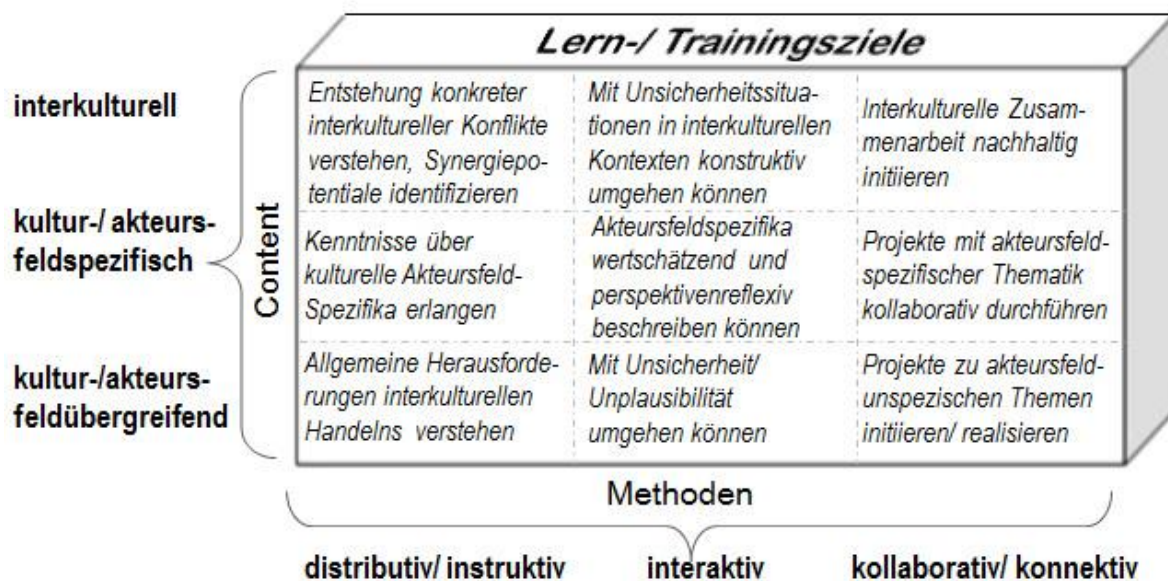 Lern-/ Trainingsziele
interkulturell
Entstehung konkreter
interkultureller Konflikte
verstehen, Synergiepo-
tentiale identifizieren
Mit Unsicherheitssitua-
tionen in interkulturellen
Kontexten konstruktiv
umgehen können
Interkulturelle Zusam-
menarbeit nachhaltig
initiieren
kultur-/ akteurs-
feldspezifisch
Content
Kenntnisse über
kulturelle Akteursfeld-
Spezifika erlangen
Akteursfeldspezifika
wertschätzend und
perspektivenreflexiv
beschreiben können
Projekte mit akteursfeld-
spezifischer Thematik
kollaborativ durchführen
kultur-/akteurs-
feldübergreifend
Allgemeine Herausforde-
rungen interkulturellen
Handelns verstehen
Mit Unsicherheit/
Unplausibilität
umgehen können
Projekte zu akteursfeld-
unspezischen Themen
initiieren/ realisieren
Methoden
distributiv/ instruktiv
interaktiv
kollaborativ/ konnektiv